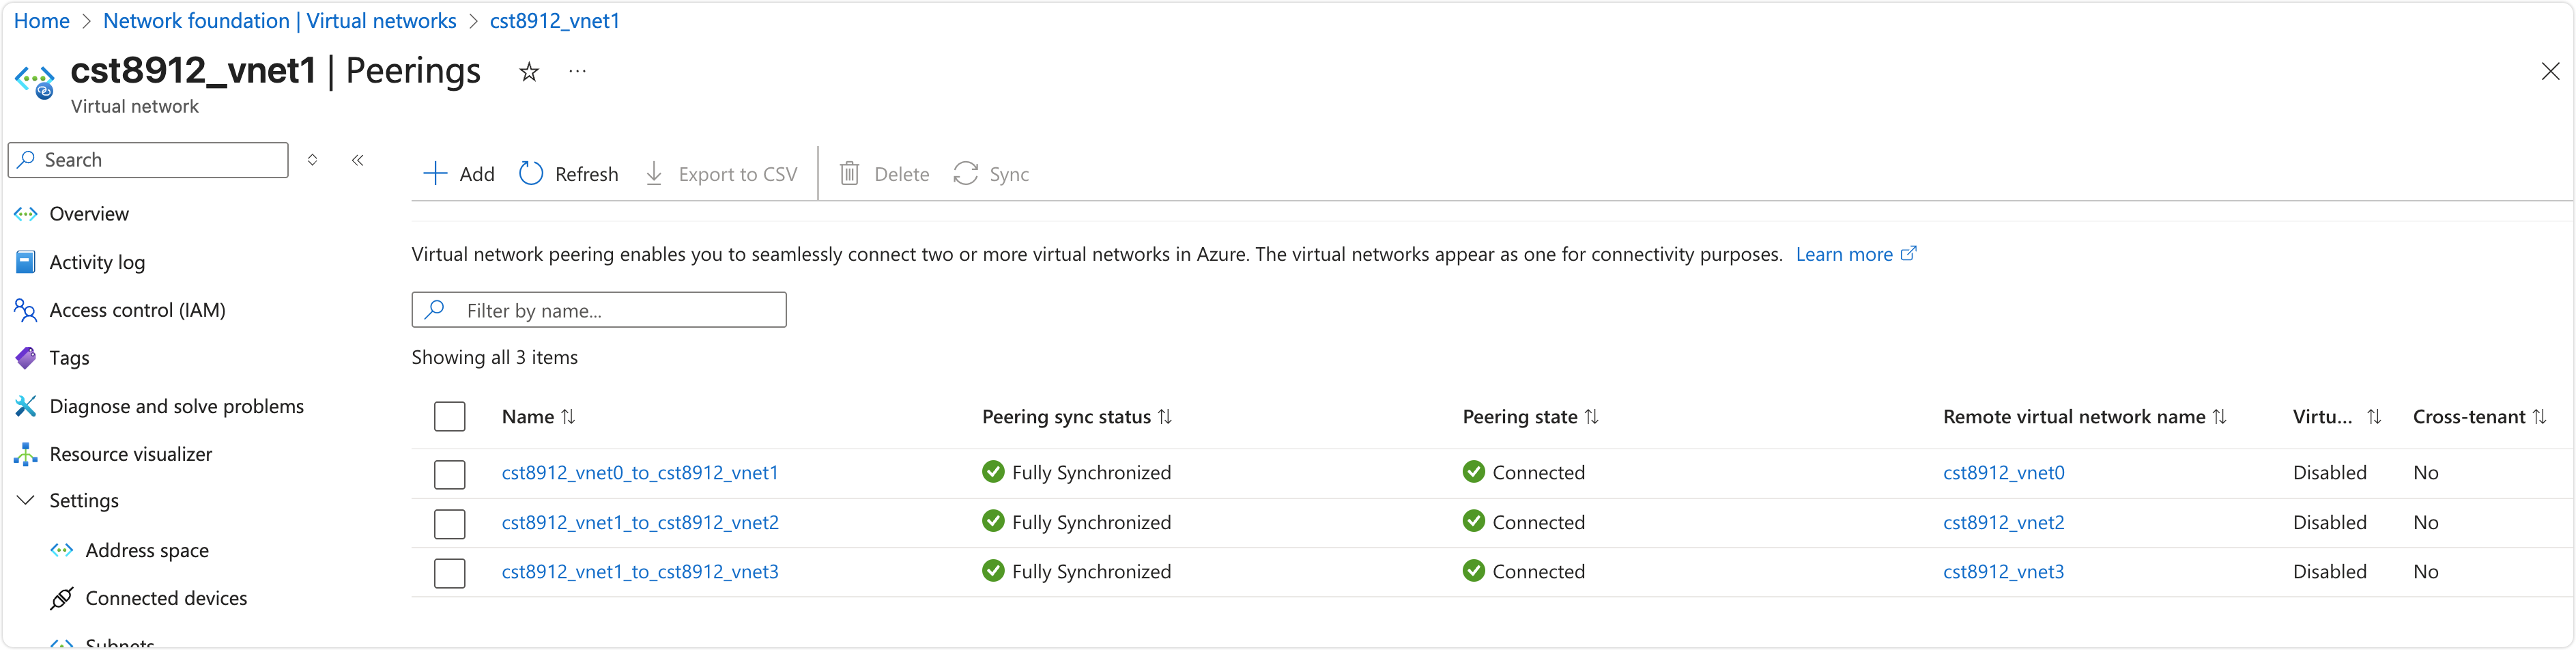 Home > Network foundation | Virtual networks > cst8912_vnet1
cst8912_vnet1 | Peerings ...
Virtual network
Search
Add Refresh Export to CSV Delete Sync
Overview
Activity log
Access control (IAM)
Tags
Diagnose and solve problems
Resource visualizer
Settings
Address space
Connected devices
Subnets
Virtual network peering enables you to seamlessly connect two or more virtual networks in Azure. The virtual networks appear as one for connectivity purposes. Learn more
Filter by name...
Showing all 3 items
Name Peering sync status Peering state Remote virtual network name Virtu... Cross-tenant
cst8912_vnet0_to_cst8912_vnet1 Fully Synchronized Connected cst8912_vnet0 Disabled No
cst8912_vnet1_to_cst8912_vnet2 Fully Synchronized Connected cst8912_vnet2 Disabled No
cst8912_vnet1_to_cst8912_vnet3 Fully Synchronized Connected cst8912_vnet3 Disabled No